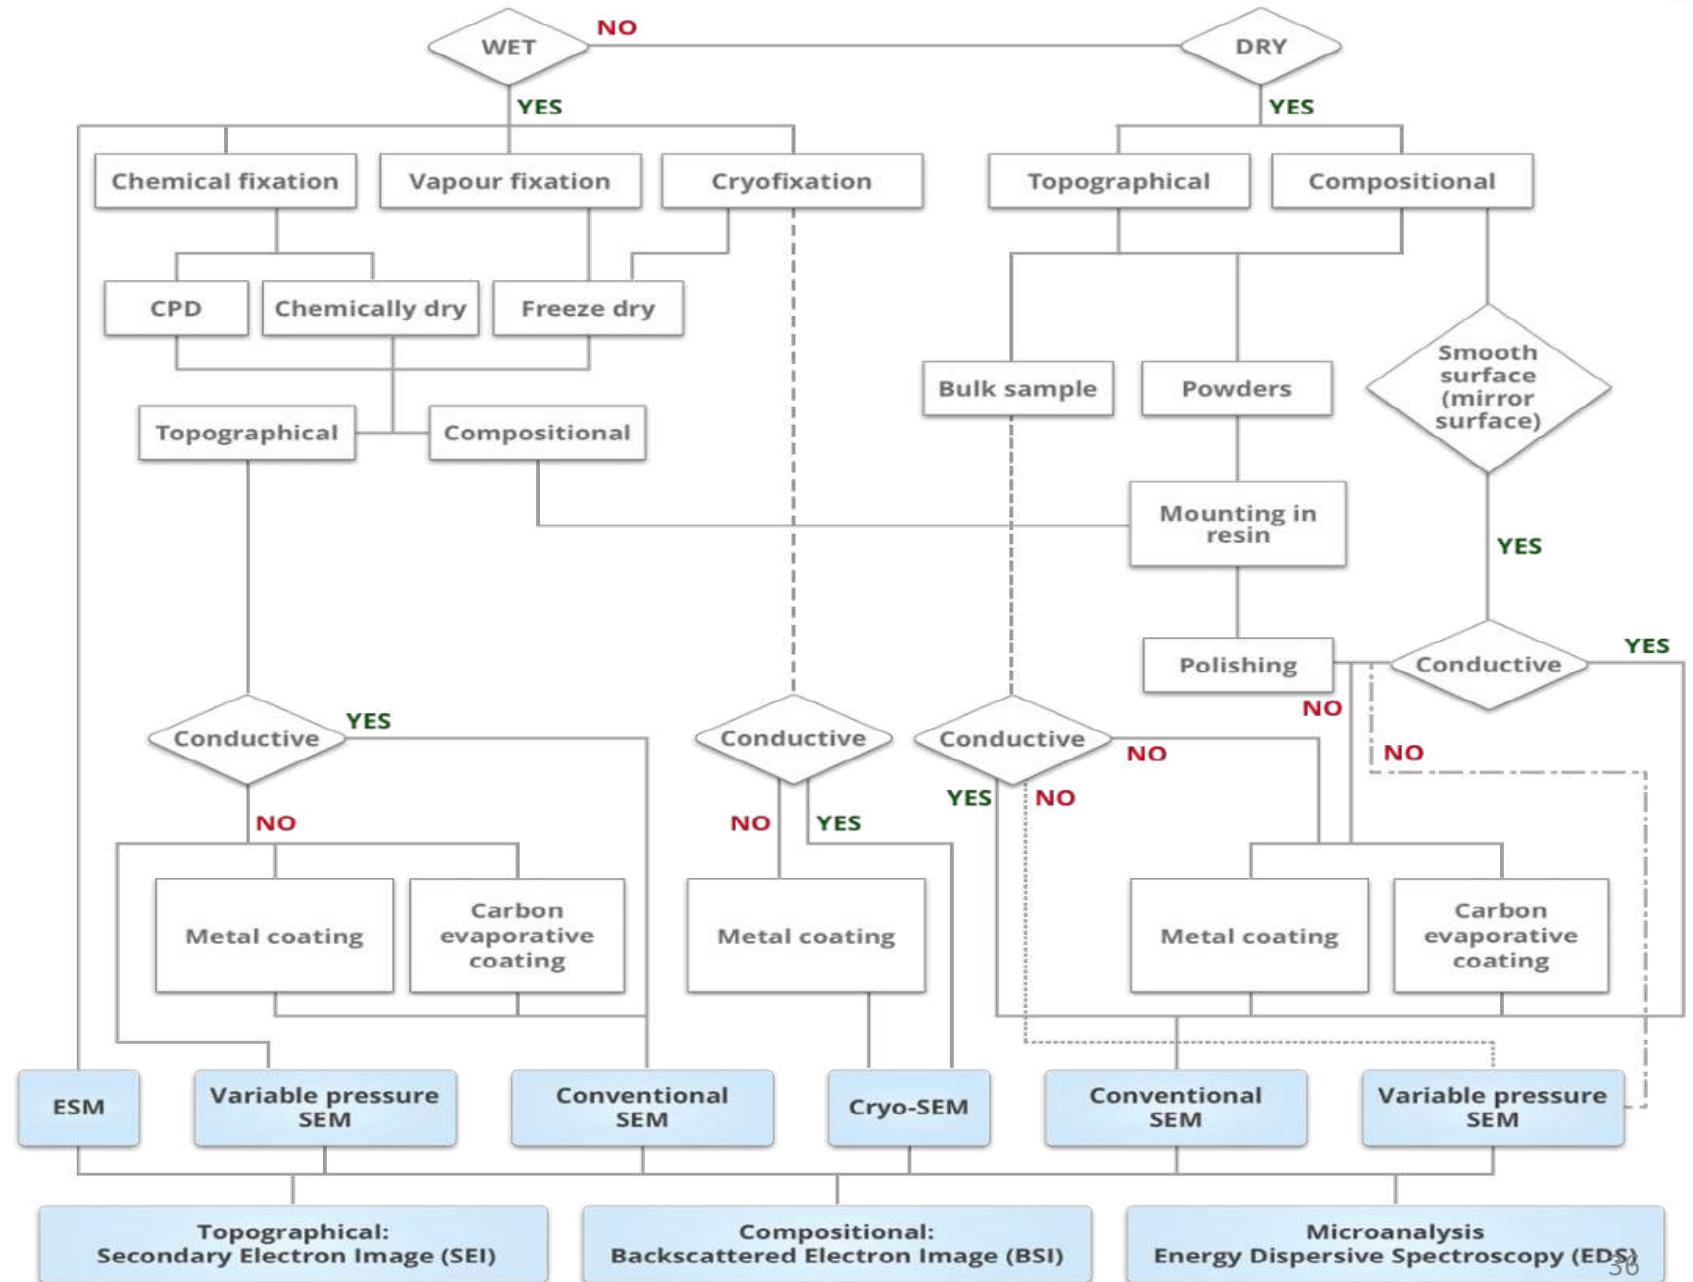 WET
NO
DRY
YES
YES
Chemical fixation
Vapour fixation
Cryofixation
Topographical
Compositional
CPD
Chemically dry
Freeze dry
Smooth
surface
(mirror
surface)
Bulk sample
Powders
Topographical
Compositional
Mounting in
resin
YES
Polishing
Conductive
YES
NO
Conductive
YES
Conductive
Conductive
NO
NO
YES
NO
NO
NO
YES
Metal coating
Carbon
evaporative
coating
Metal coating
Metal coating
Carbon
evaporative
coating
ESM
Variable pressure
SEM
Conventional
SEM
Cryo-SEM
Conventional
SEM
Variable pressure
SEM
Topographical:
Secondary Electron Image (SEI)
Compositional:
Backscattered Electron Image (BSI)
Microanalysis
Energy Dispersive Spectroscopy (EDS)
36